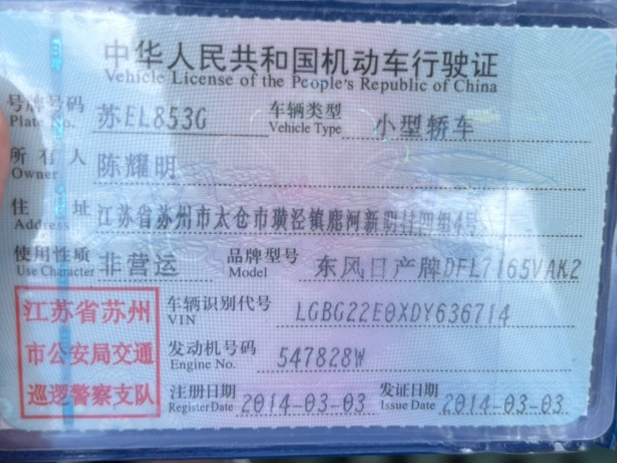 中华人民共和国机动车行驶证
Vehicle License of the People's Republic of China
号牌号码 苏EL853G 车辆类型 小型轿车
Plate No. Vehicle Type
所有人 陈耀明
Owner
住址 江苏省苏州市太仓市璜泾镇鹿河新明村四组4号
Address
使用性质 非营运 品牌型号 东风日产牌DFL7165VAK2
Use Character Model
江苏省苏州 车辆识别代号 LGBG22E0XDY636714
VIN
市公安局交通 发动机号码 547828W
Engine No.
巡逻警察支队 注册日期 2014-03-03 发证日期 2014-03-03
Register Date Issue Date